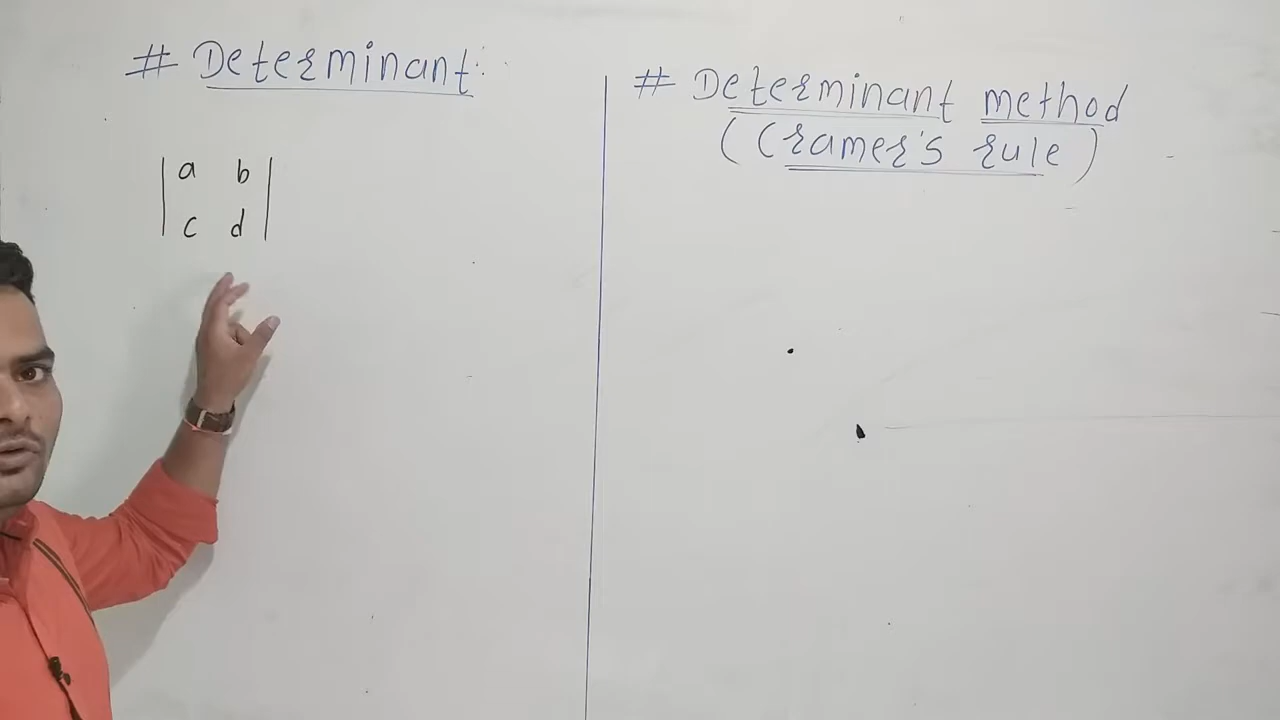 # Determinant:
| a b |
| c d |
# Determinant method
(Cramer's rule)